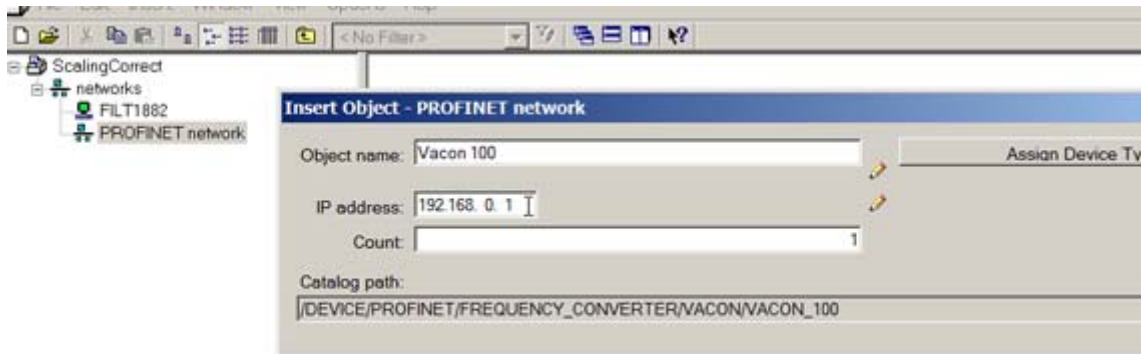 <No Filter>
ScalingCorrect
networks
FILT1882
PROFINET network
Insert Object - PROFINET network
Object name: Vacon 100
Assign Device Ty
IP address: 192.168. 0. 1
Count: 1
Catalog path:
/DEVICE/PROFINET/FREQUENCY_CONVERTER/VACON/VACON_100